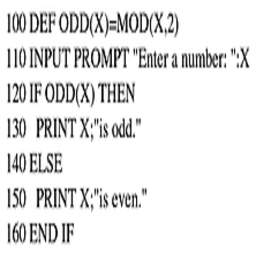 100 DEF ODD(X)=MOD(X,2)
110 INPUT PROMPT "Enter a number: ":X
120 IF ODD(X) THEN
130 PRINT X;"is odd."
140 ELSE
150 PRINT X;"is even."
160 END IF